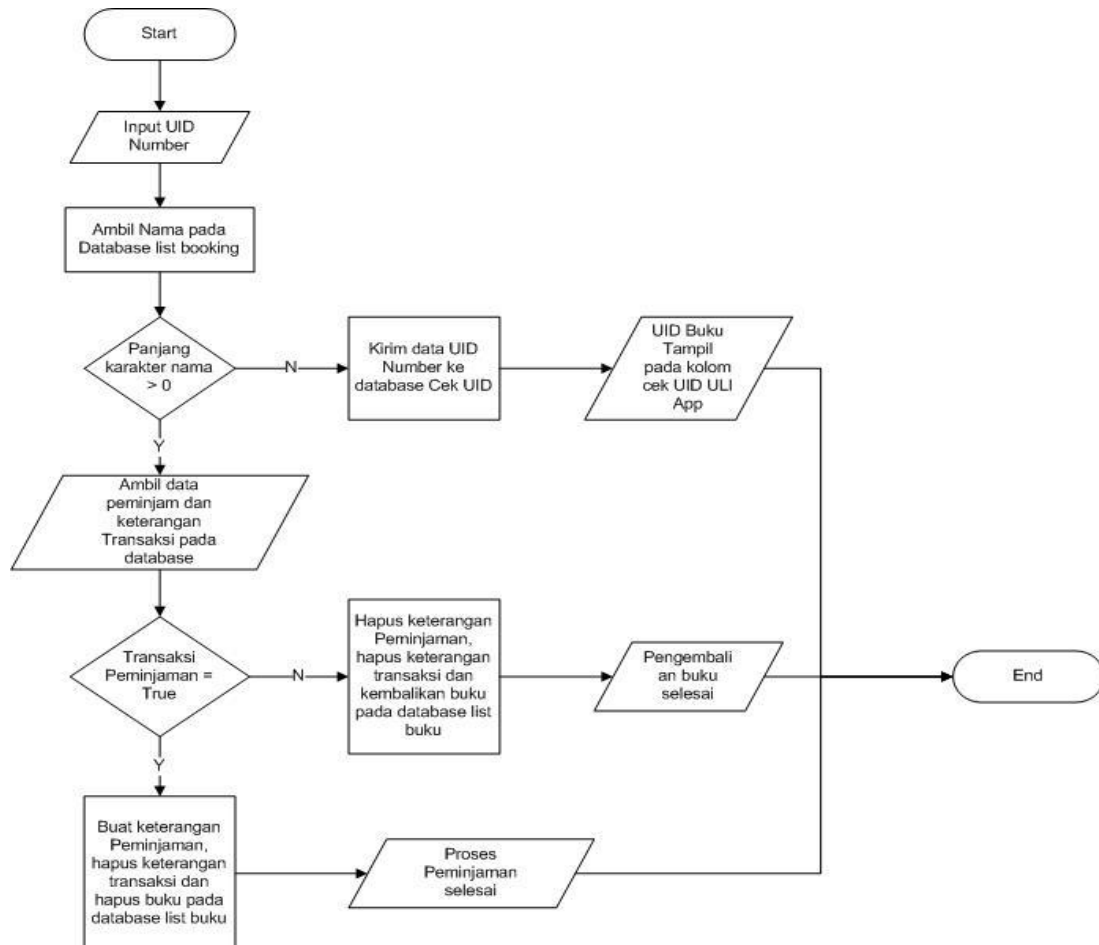 Start
Input UID
Number
Ambil Nama pada
Database list booking
Panjang
karakter nama
> 0
N
Kirim data UID
Number ke
database Cek UID
UID Buku
Tampil
pada kolom
cek UID ULI
App
Y
Ambil data
peminjam dan
keterangan
Transaksi pada
database
Transaksi
Peminjaman =
True
N
Hapus keterangan
Peminjaman,
hapus keterangan
transaksi dan
kembalikan buku
pada database list
buku
Pengembali
an buku
selesai
End
Y
Buat keterangan
Peminjaman,
hapus keterangan
transaksi dan
hapus buku pada
database list buku
Proses
Peminjaman
selesai